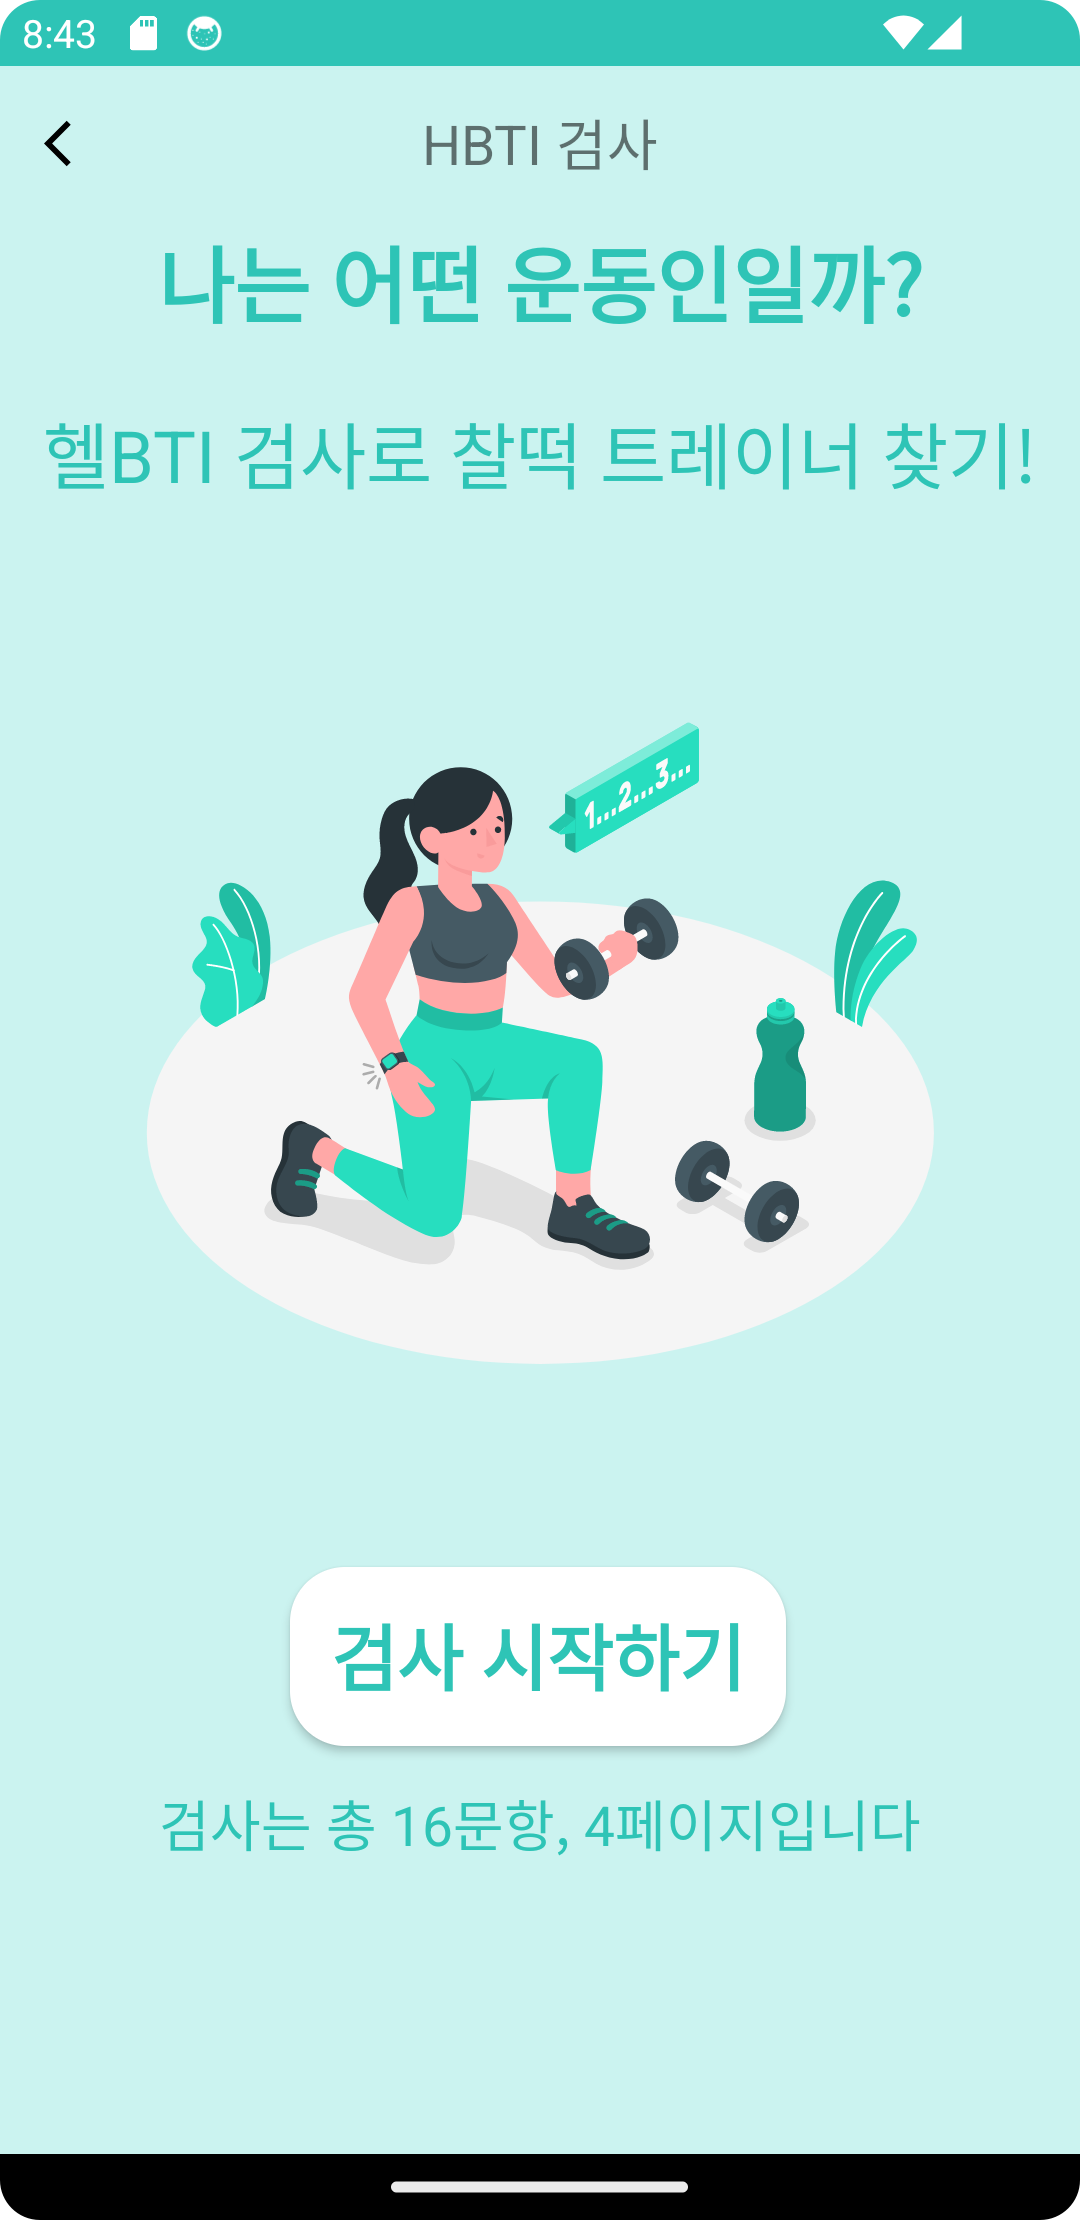 8:43
HBTI 검사
나는 어떤 운동인일까?
헬BTI 검사로 찰떡 트레이너 찾기!
1...2...3...
검사 시작하기
검사는 총 16문항, 4페이지입니다